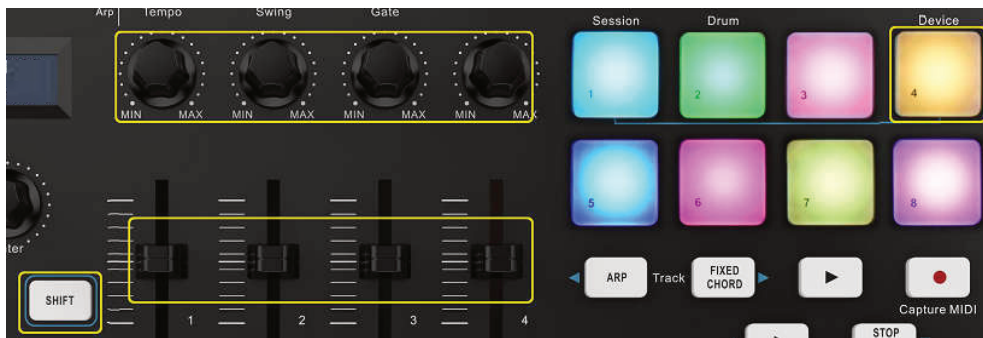 Arp Tempo Swing Gate
MIN MAX MIN MAX MIN MAX MIN MAX
SHIFT
1 2 3 4
Session Drum Device
1 2 3 4
5 6 7 8
ARP Track FIXED CHORD
Capture MIDI
STOP